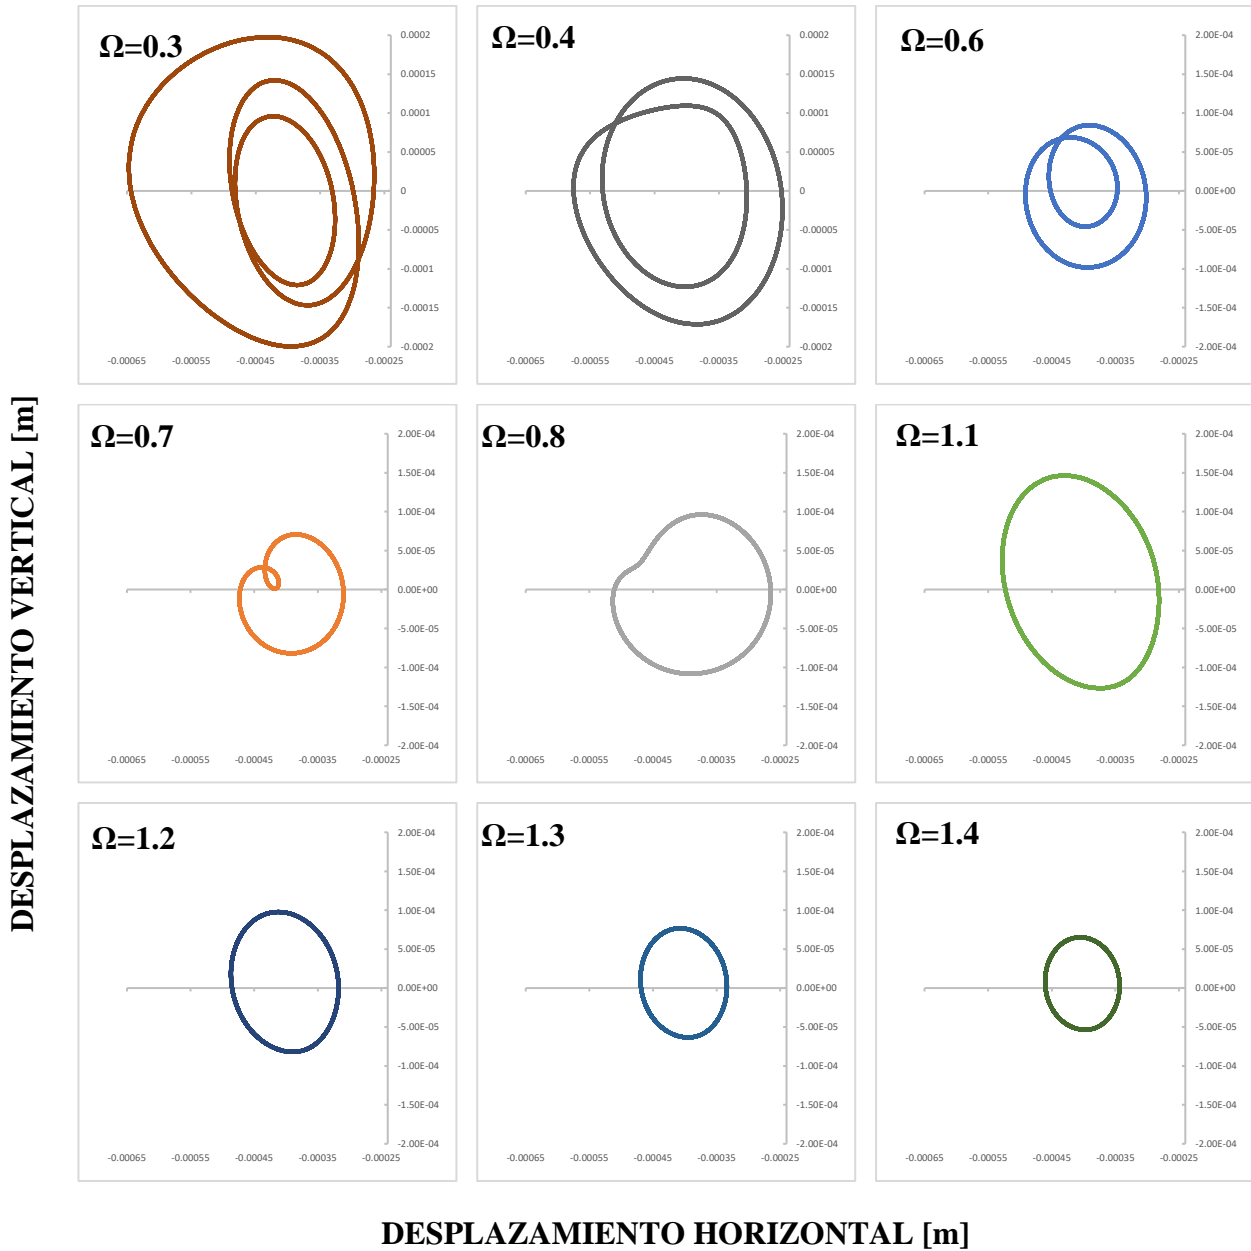 Ω=0.3
0.0002
0.00015
0.0001
0.00005
0
-0.00005
-0.0001
-0.00015
-0.0002
-0.00065 -0.00055 -0.00045 -0.00035 -0.00025
Ω=0.4
0.0002
0.00015
0.0001
0.00005
0
-0.00005
-0.0001
-0.00015
-0.0002
-0.00065 -0.00055 -0.00045 -0.00035 -0.00025
Ω=0.6
2.00E-04
1.50E-04
1.00E-04
5.00E-05
0.00E+00
-5.00E-05
-1.00E-04
-1.50E-04
-2.00E-04
-0.00065 -0.00055 -0.00045 -0.00035 -0.00025
Ω=0.7
2.00E-04
1.50E-04
1.00E-04
5.00E-05
0.00E+00
-5.00E-05
-1.00E-04
-1.50E-04
-2.00E-04
-0.00065 -0.00055 -0.00045 -0.00035 -0.00025
Ω=0.8
2.00E-04
1.50E-04
1.00E-04
5.00E-05
0.00E+00
-5.00E-05
-1.00E-04
-1.50E-04
-2.00E-04
-0.00065 -0.00055 -0.00045 -0.00035 -0.00025
Ω=1.1
2.00E-04
1.50E-04
1.00E-04
5.00E-05
0.00E+00
-5.00E-05
-1.00E-04
-1.50E-04
-2.00E-04
-0.00065 -0.00055 -0.00045 -0.00035 -0.00025
Ω=1.2
2.00E-04
1.50E-04
1.00E-04
5.00E-05
0.00E+00
-5.00E-05
-1.00E-04
-1.50E-04
-2.00E-04
-0.00065 -0.00055 -0.00045 -0.00035 -0.00025
Ω=1.3
2.00E-04
1.50E-04
1.00E-04
5.00E-05
0.00E+00
-5.00E-05
-1.00E-04
-1.50E-04
-2.00E-04
-0.00065 -0.00055 -0.00045 -0.00035 -0.00025
Ω=1.4
2.00E-04
1.50E-04
1.00E-04
5.00E-05
0.00E+00
-5.00E-05
-1.00E-04
-1.50E-04
-2.00E-04
-0.00065 -0.00055 -0.00045 -0.00035 -0.00025
DESPLAZAMIENTO VERTICAL [m]
DESPLAZAMIENTO HORIZONTAL [m]